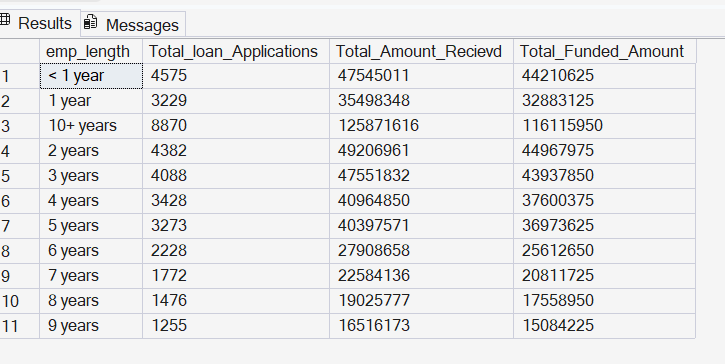 Results Messages
emp_length Total_loan_Applications Total_Amount_Recievd Total_Funded_Amount
1 < 1 year 4575 47545011 44210625
2 1 year 3229 35498348 32883125
3 10+ years 8870 125871616 116115950
4 2 years 4382 49206961 44967975
5 3 years 4088 47551832 43937850
6 4 years 3428 40964850 37600375
7 5 years 3273 40397571 36973625
8 6 years 2228 27908658 25612650
9 7 years 1772 22584136 20811725
10 8 years 1476 19025777 17558950
11 9 years 1255 16516173 15084225